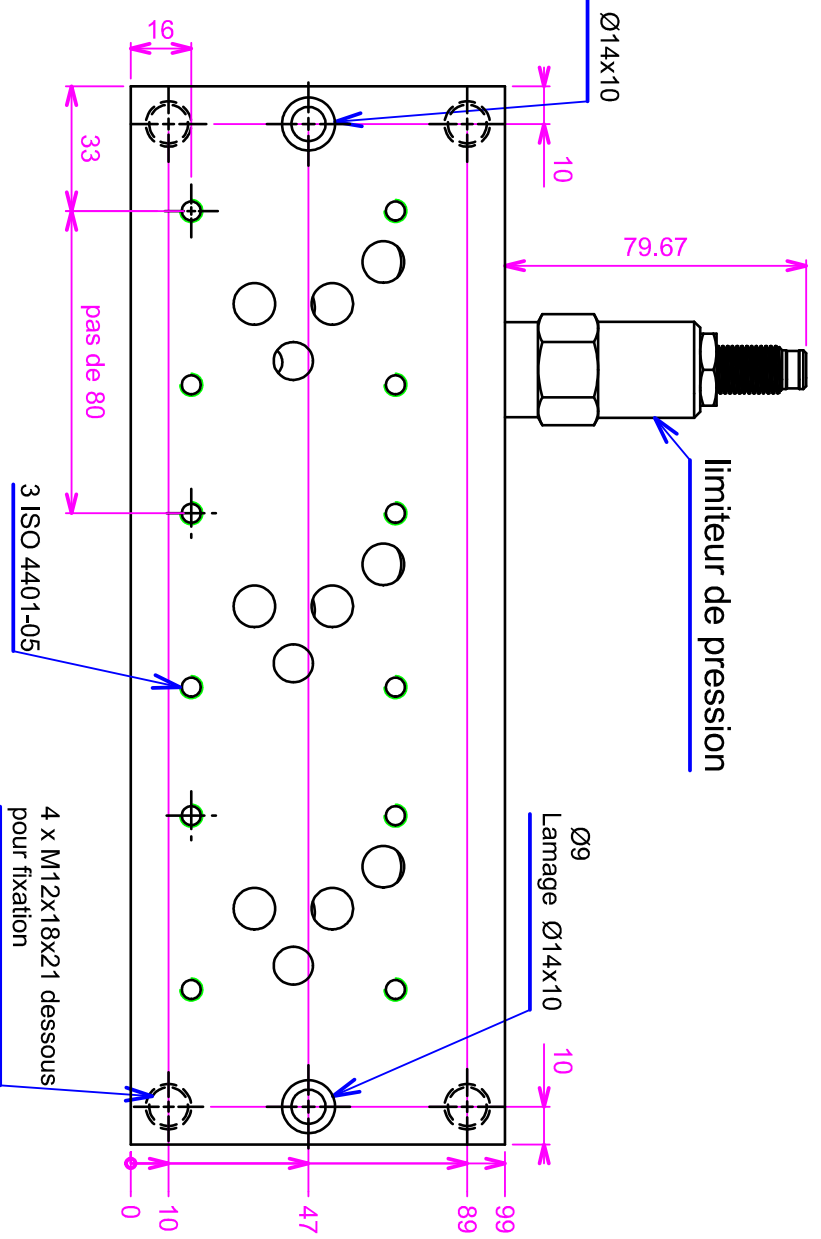 16
Ø14x10
33
10
79.67
pas de 80
limiteur de pression
3 ISO 4401-05
Ø9
Lamage Ø14x10
4 x M12x18x21 dessous
pour fixation
10
0
10
47
89
99